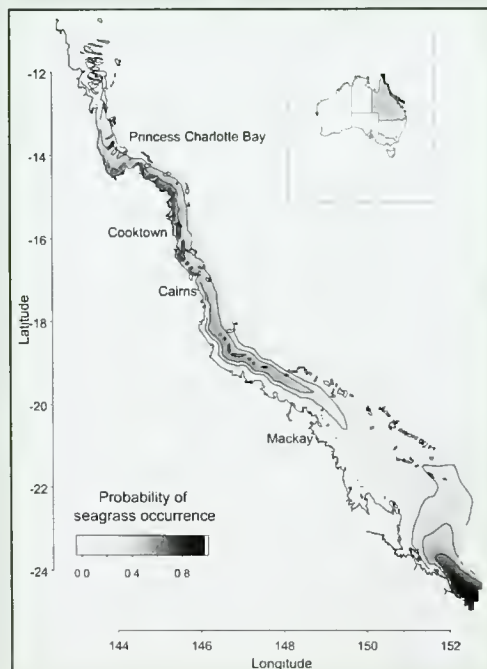 -12
Princess Charlotte Bay
-14
Cooktown
-16
Cairns
-18
Latitude
-20
Mackay
-22
Probability of
seagrass occurrence
0.0 0.4 0.8
-24
144 146 148 150 152
Longitude